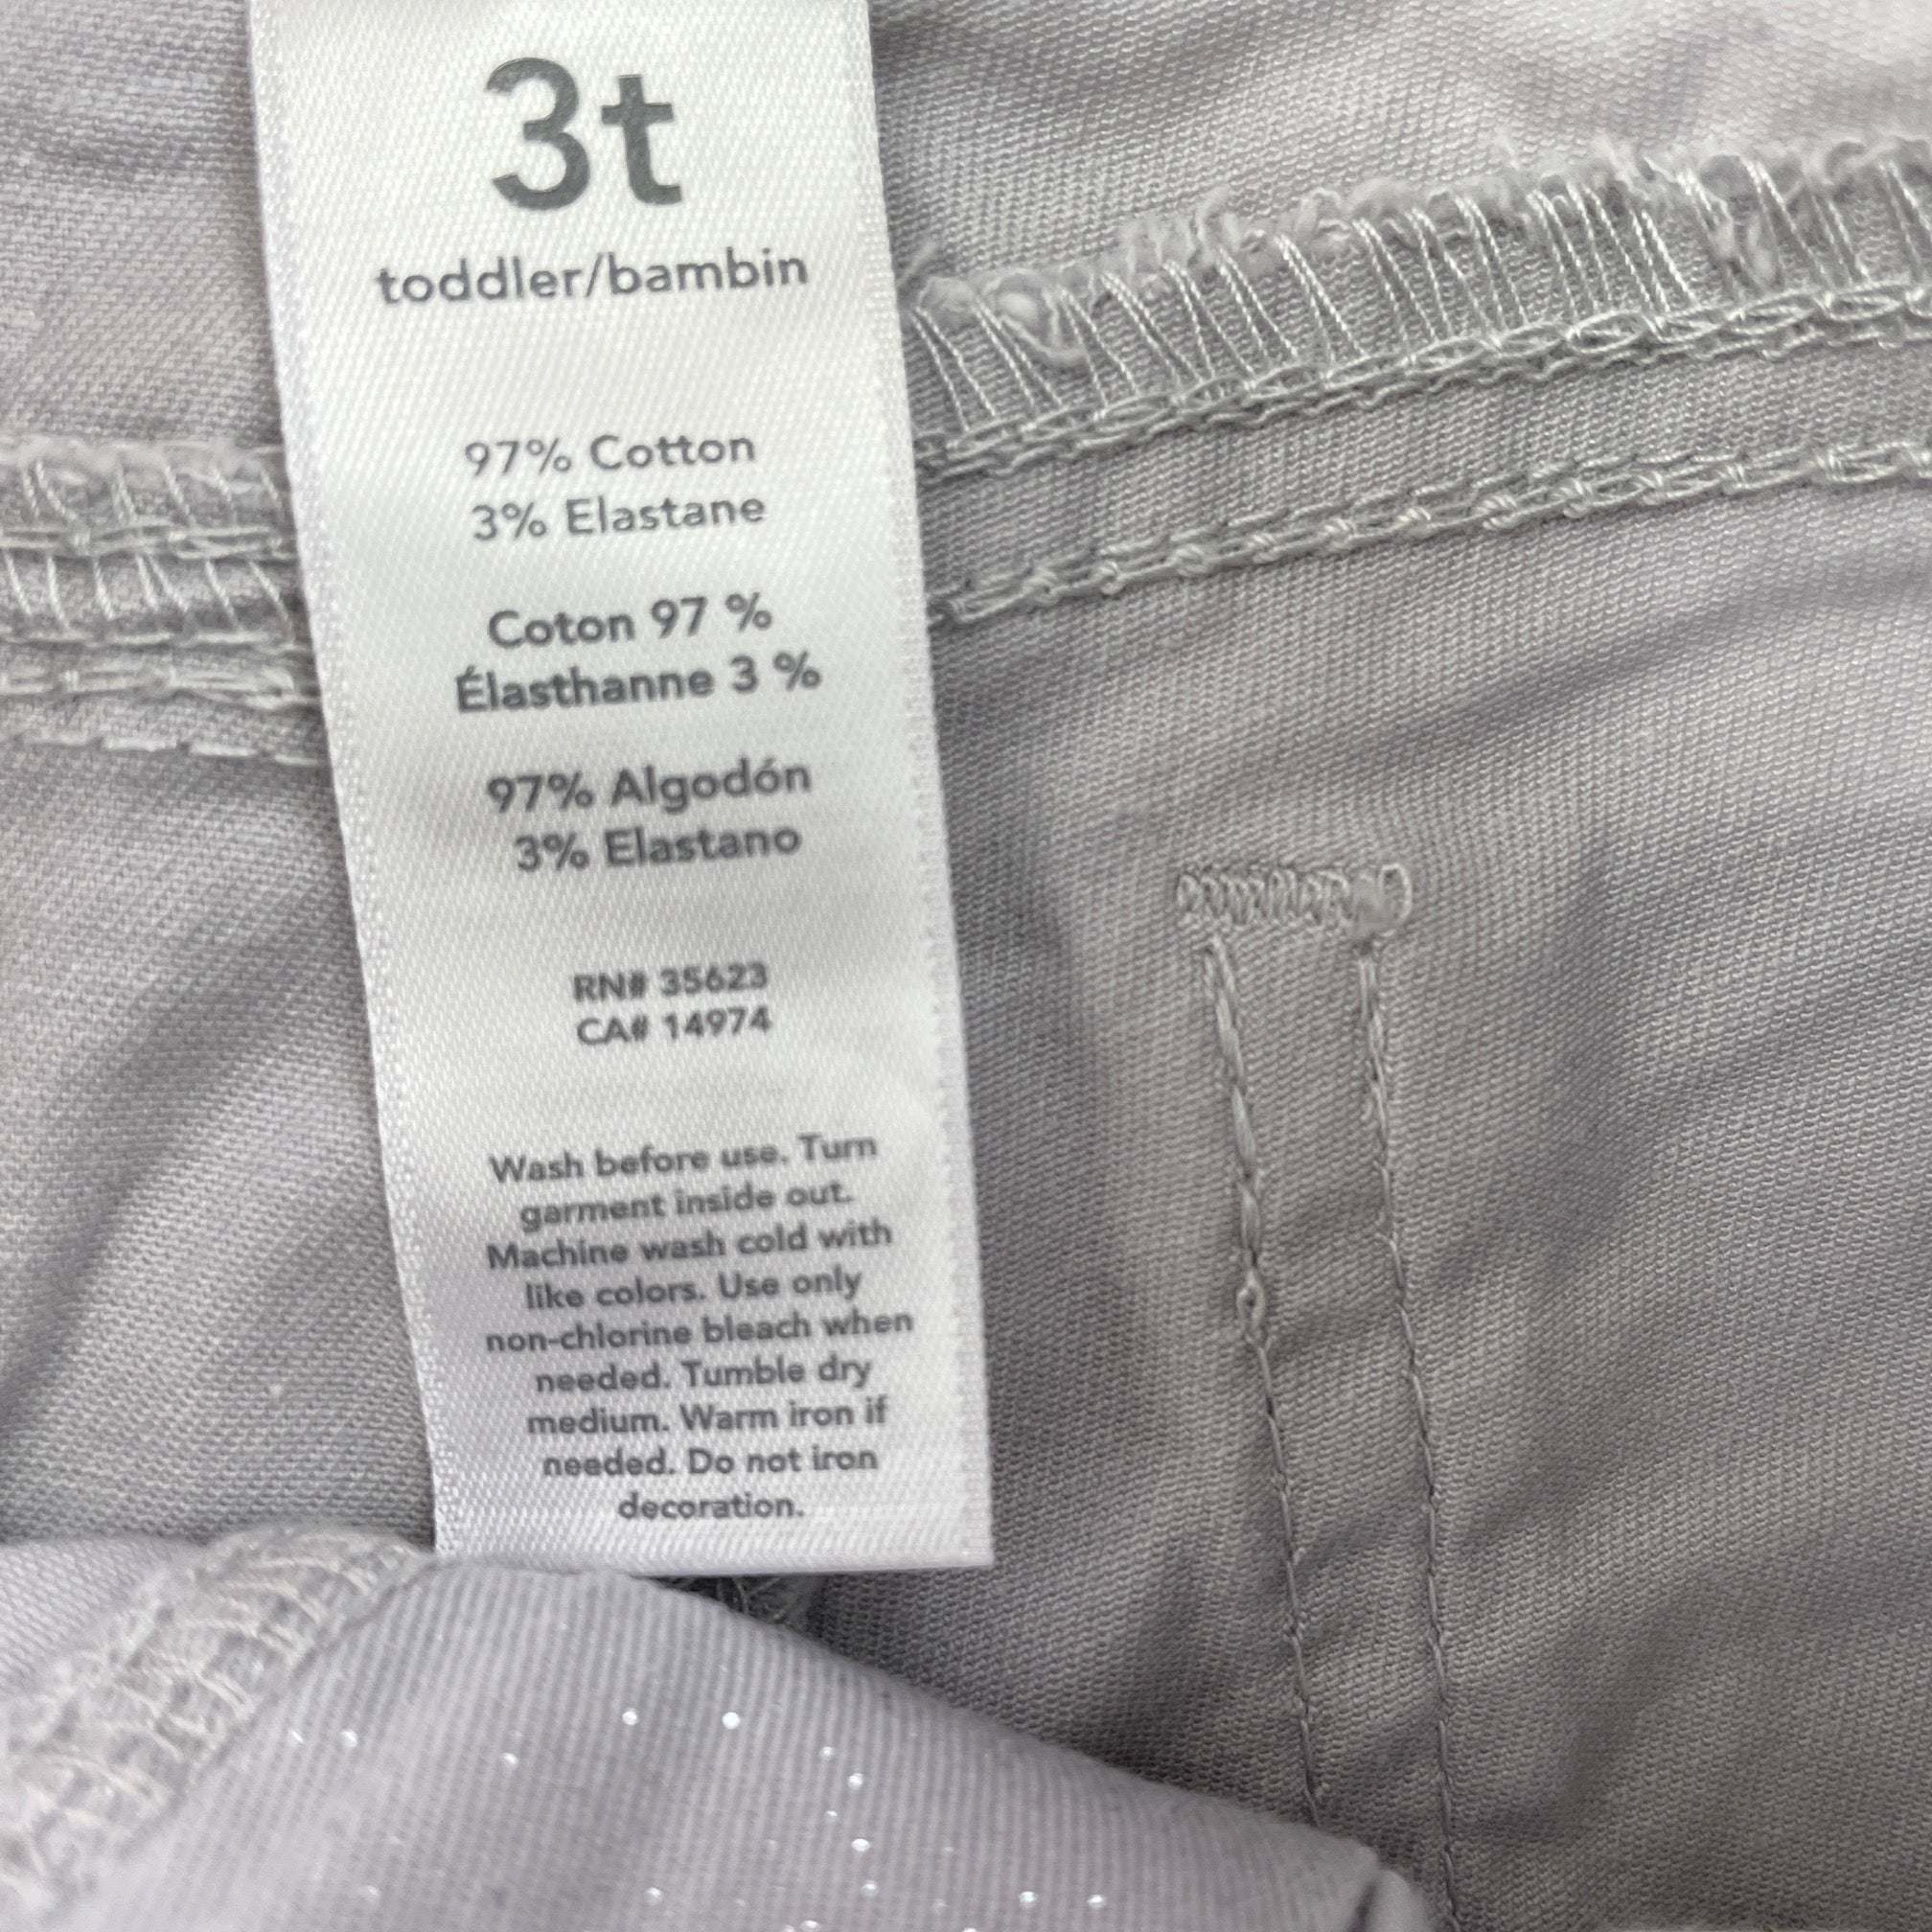 3t
toddler/bambin
97% Cotton
3% Elastane
Coton 97 %
Élasthanne 3 %
97% Algodón
3% Elastano
RN# 35623
CA# 14974
Wash before use. Turn
garment inside out.
Machine wash cold with
like colors. Use only
non-chlorine bleach when
needed. Tumble dry
medium. Warm iron if
needed. Do not iron
decoration.